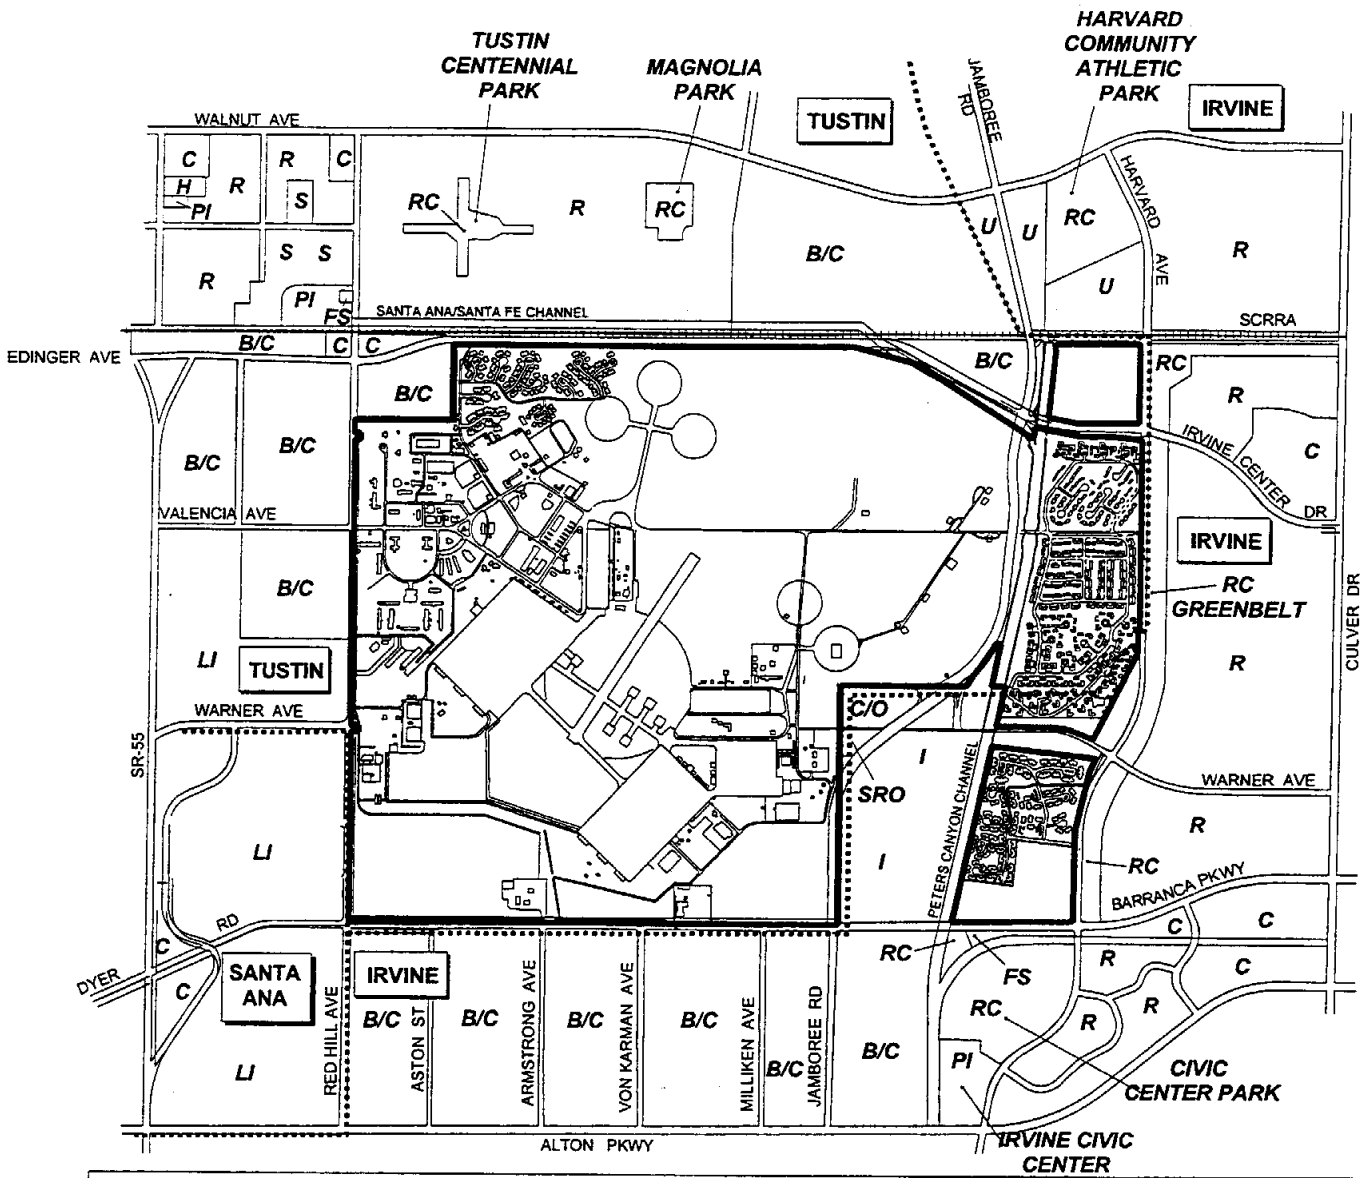 HARVARD
COMMUNITY
ATHLETIC
PARK
TUSTIN
CENTENNIAL
PARK
MAGNOLIA
PARK
JAMBOREE
RD
TUSTIN
IRVINE
WALNUT AVE
C
R
C
H
R
PI
S
RC
R
RC
HARVARD
AVE
RC
U
U
R
B/C
S
S
R
PI
U
FS
SANTA ANA/SANTA FE CHANNEL
SCRRA
EDINGER AVE
B/C
C
C
B/C
RC
B/C
R
B/C
B/C
IRVINE
CENTER
DR
C
VALENCIA AVE
IRVINE
B/C
RC
GREENBELT
CULVER DR
LI
TUSTIN
R
WARNER AVE
C/O
SR-55
I
PETERS CANYON CHANNEL
WARNER AVE
SRO
R
LI
I
RC
BARRANCA PKWY
RD
DYER
C
C
C
C
RC
FS
R
C
SANTA
ANA
IRVINE
RED HILL AVE
B/C
ASTON ST
B/C
ARMSTRONG AVE
B/C
VON KARMAN AVE
B/C
MILLIKEN AVE
B/C
JAMBOREE RD
B/C
RC
R
R
PI
LI
CIVIC
CENTER PARK
ALTON PKWY
IRVINE CIVIC
CENTER